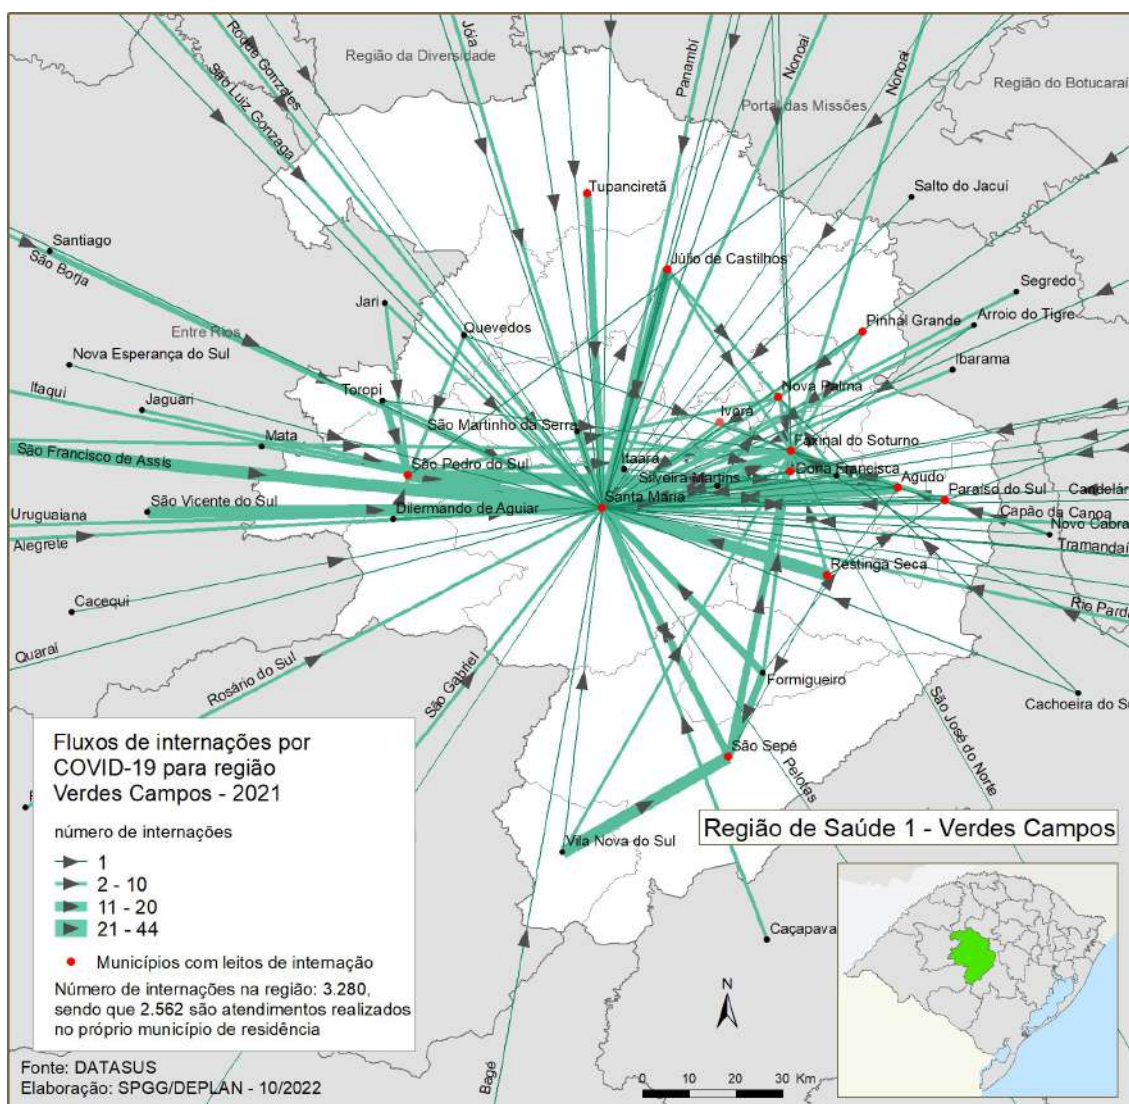 Roque Gonzales
São Luiz Gonzaga
Jóia
Região da Diversidade
Panambi
Nonoai
Nonoai
Portal das Missões
Região do Botucaraí
Tupanciretã
Salto do Jacuí
Santiago
São Borja
Júlio de Castilhos
Segredo
Jari
Entre Rios
Quevedos
Pinhal Grande
Arroio do Tigre
Nova Esperança do Sul
Ibarama
Itaqui
Toropi
Nova Palma
Jaguari
São Martinho da Serra
Ivorá
Mata
Faxinal do Soturno
São Francisco de Assis
São Pedro do Sul
Itaara
Dona Francisca
Silveira Martins
Agudo
São Vicente do Sul
Santa Maria
Paraíso do Sul
Candelár
Uruguaiana
Dilermando de Aguiar
Capão da Canoa
Novo Cabra
Alegrete
Tramandaí
Restinga Seca
Cacequi
Rio Pard
Quaraí
Rosário do Sul
São Gabriel
Formigueiro
São José do Norte
Cachoeira do S
São Sepé
Pelotas
Vila Nova do Sul
Caçapava
Bagé
Fluxos de internações por
COVID-19 para região
Verdes Campos - 2021
número de internações
1
2 - 10
11 - 20
21 - 44
Municípios com leitos de internação
Número de internações na região: 3.280,
sendo que 2.562 são atendimentos realizados
no próprio município de residência
Fonte: DATASUS
Elaboração: SPGG/DEPLAN - 10/2022
Região de Saúde 1 - Verdes Campos
N
0 10 20 30 Km